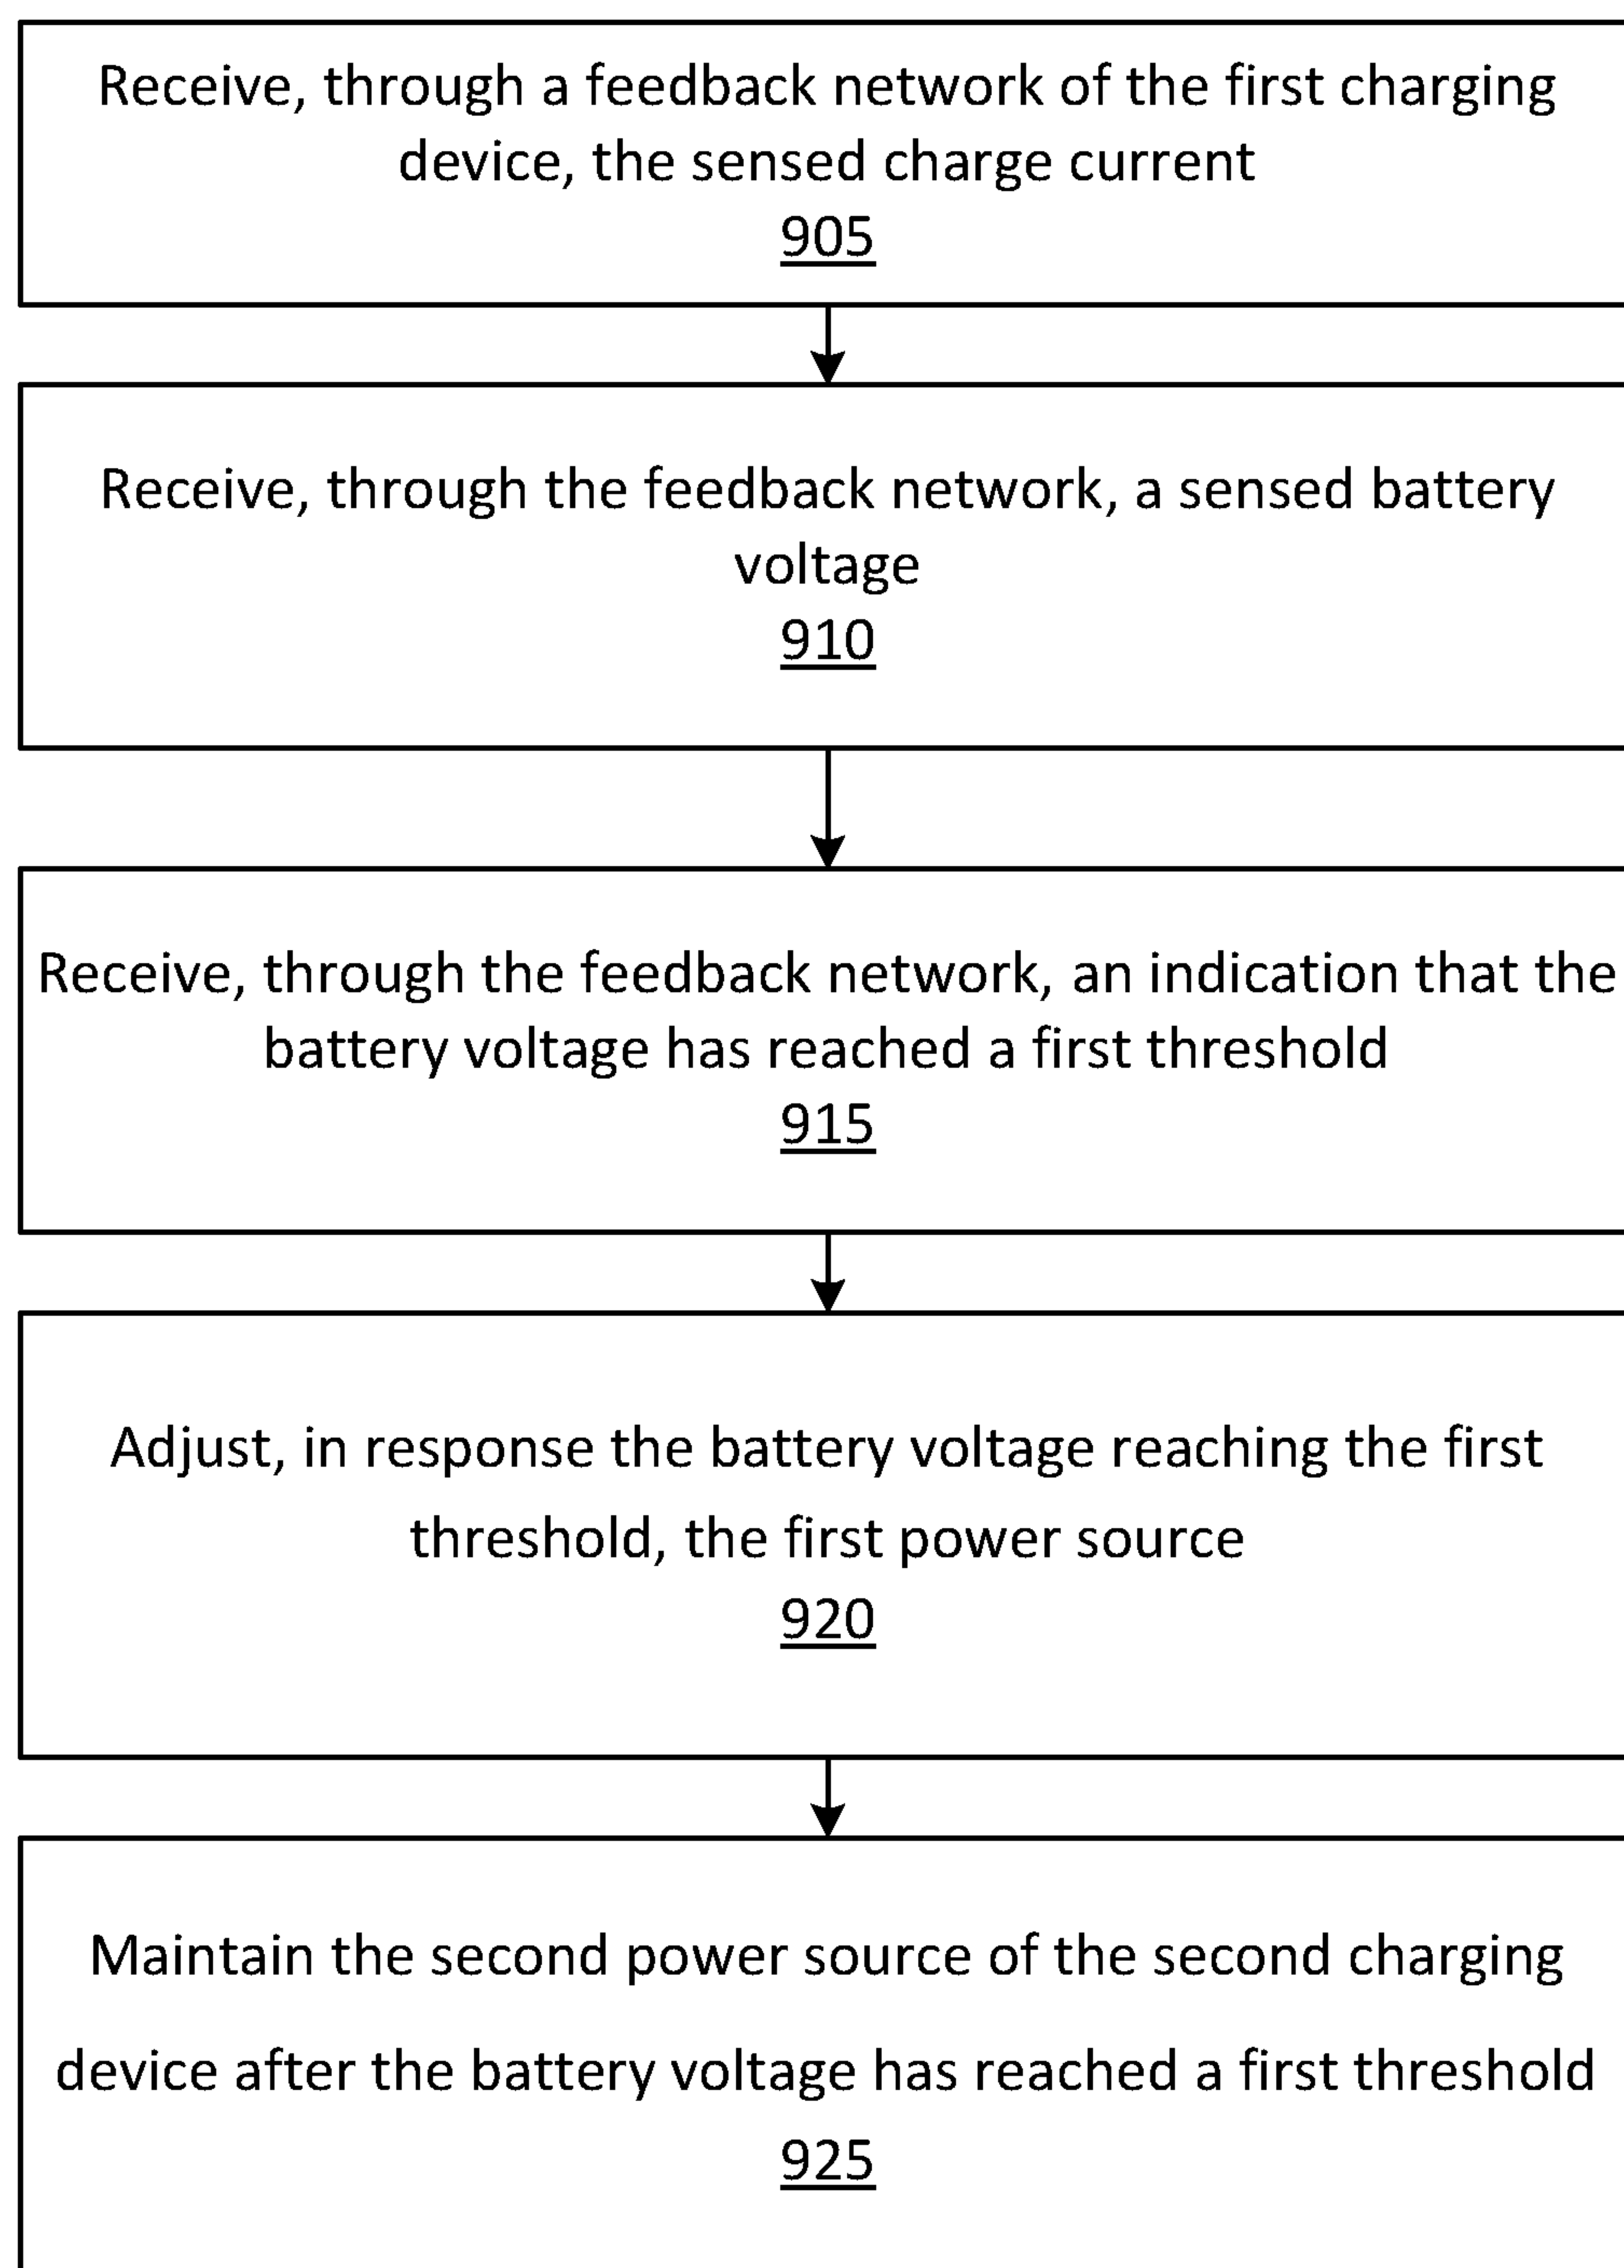 Receive, through a feedback network of the first charging
device, the sensed charge current
905
Receive, through the feedback network, a sensed battery
voltage
910
Receive, through the feedback network, an indication that the
battery voltage has reached a first threshold
915
Adjust, in response the battery voltage reaching the first
threshold, the first power source
920
Maintain the second power source of the second charging
device after the battery voltage has reached a first threshold
925